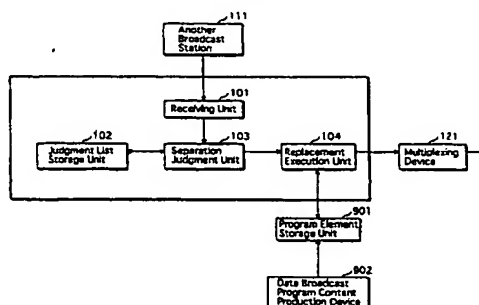 111
Another
Broadcast
Station
101
Receiving Unit
102
Judgment List
Storage Unit
103
Separation
Judgment Unit
104
Replacement
Execution Unit
121
Multiplexing
Device
901
Program Element
Storage Unit
902
Data Broadcast
Program Content
Production Device